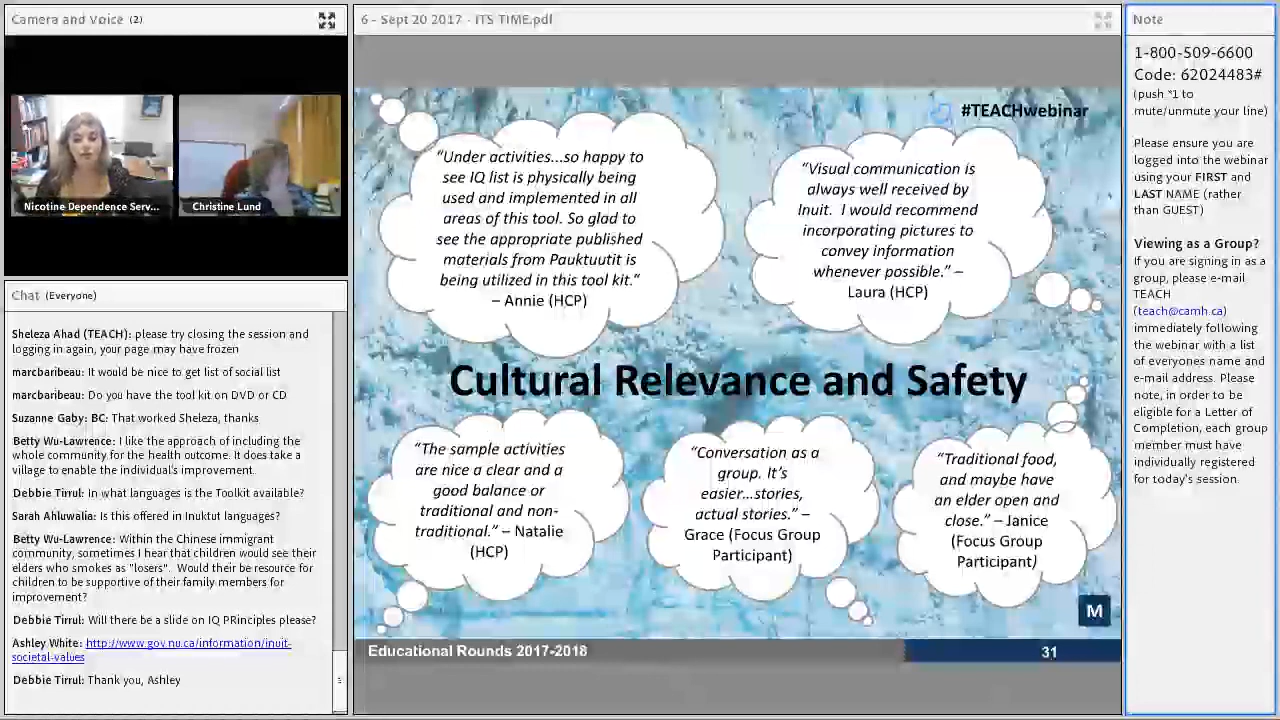 Camera and Voice (2)
Nicotine Dependence Serv...
Christine Lund
Chat (Everyone)
Sheleza Ahad (TEACH): please try closing the session and
logging in again, your page may have frozen
marcbaribeau: It would be nice to get list of social list
marcbaribeau: Do you have the tool kit on DVD or CD
Suzanne Gaby: BC: That worked Sheleza, thanks
Betty Wu-Lawrence: I like the approach of including the
whole community for the health outcome. It does take a
village to enable the individual's improvement.
Debbie Tirrul: In what languages is the Toolkit available?
Sarah Ahluwalia: Is this offered in Inuktut languages?
Betty Wu-Lawrence: Within the Chinese immigrant
community, sometimes I hear that children would see their
elders who smokes as "losers". Would their be resource for
children to be supportive of their family members for
improvement?
Debbie Tirrul: Will there be a slide on IQ PRinciples please?
Ashley White: http://www.gov.nu.ca/information/inuit-
societal-values
Debbie Tirrul: Thank you, Ashley
6 - Sept 20 2017 - ITS TIME.pdf
#TEACHwebinar
“Under activities...so happy to
see IQ list is physically being
used and implemented in all
areas of this tool. So glad to
see the appropriate published
materials from Pauktuutit is
being utilized in this tool kit.“
– Annie (HCP)
“Visual communication is
always well received by
Inuit. I would recommend
incorporating pictures to
convey information
whenever possible.” –
Laura (HCP)
Cultural Relevance and Safety
“The sample activities
are nice a clear and a
good balance or
traditional and non-
traditional.” – Natalie
(HCP)
“Conversation as a
group. It’s
easier...stories,
actual stories.” –
Grace (Focus Group
Participant)
“Traditional food,
and maybe have
an elder open and
close.” – Janice
(Focus Group
Participant)
M
Educational Rounds 2017-2018
31
Note
1-800-509-6600
Code: 62024483#
(push *1 to
mute/unmute your line)
Please ensure you are
logged into the webinar
using your FIRST and
LAST NAME (rather
than GUEST)
Viewing as a Group?
If you are signing in as a
group, please e-mail
TEACH
(teach@camh.ca)
immediately following
the webinar with a list
of everyones name and
e-mail address. Please
note, in order to be
eligible for a Letter of
Completion, each group
member must have
individually registered
for today's session.